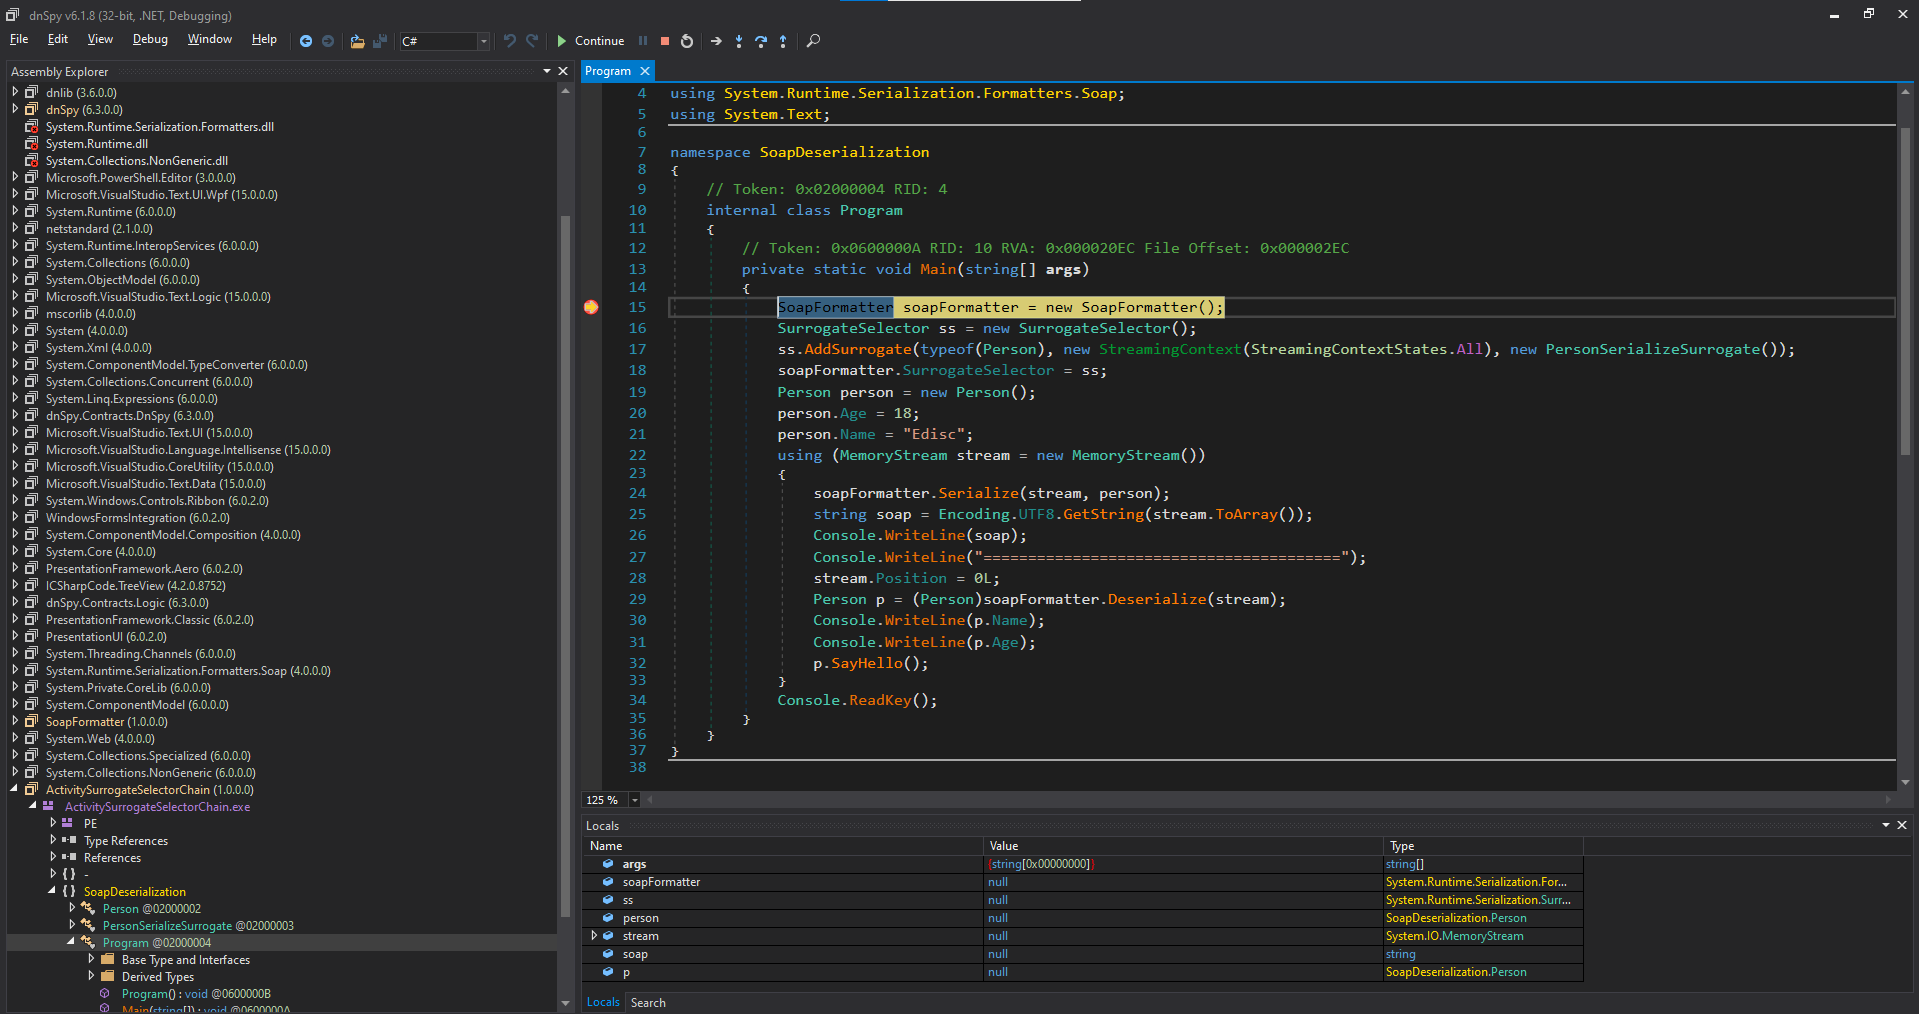 dnSpy v6.1.8 (32-bit, .NET, Debugging)
File Edit View Debug Window Help C# Continue
Assembly Explorer
dnlib (3.6.0.0)
dnSpy (6.3.0.0)
System.Runtime.Serialization.Formatters.dll
System.Runtime.dll
System.Collections.NonGeneric.dll
Microsoft.PowerShell.Editor (3.0.0.0)
Microsoft.VisualStudio.Text.UI.Wpf (15.0.0.0)
System.Runtime (6.0.0.0)
netstandard (2.1.0.0)
System.Runtime.InteropServices (6.0.0.0)
System.Collections (6.0.0.0)
System.ObjectModel (6.0.0.0)
Microsoft.VisualStudio.Text.Logic (15.0.0.0)
mscorlib (4.0.0.0)
System (4.0.0.0)
System.Xml (4.0.0.0)
System.ComponentModel.TypeConverter (6.0.0.0)
System.Collections.Concurrent (6.0.0.0)
System.Linq.Expressions (6.0.0.0)
dnSpy.Contracts.DnSpy (6.3.0.0)
Microsoft.VisualStudio.Text.UI (15.0.0.0)
Microsoft.VisualStudio.Language.Intellisense (15.0.0.0)
Microsoft.VisualStudio.CoreUtility (15.0.0.0)
Microsoft.VisualStudio.Text.Data (15.0.0.0)
System.Windows.Controls.Ribbon (6.0.2.0)
WindowsFormsIntegration (6.0.2.0)
System.ComponentModel.Composition (4.0.0.0)
System.Core (4.0.0.0)
PresentationFramework.Aero (6.0.2.0)
ICSharpCode.TreeView (4.2.0.8752)
dnSpy.Contracts.Logic (6.3.0.0)
PresentationFramework.Classic (6.0.2.0)
PresentationUI (6.0.2.0)
System.Threading.Channels (6.0.0.0)
System.Runtime.Serialization.Formatters.Soap (4.0.0.0)
System.Private.CoreLib (6.0.0.0)
System.ComponentModel (6.0.0.0)
SoapFormatter (1.0.0.0)
System.Web (4.0.0.0)
System.Collections.Specialized (6.0.0.0)
System.Collections.NonGeneric (6.0.0.0)
ActivitySurrogateSelectorChain (1.0.0.0)
ActivitySurrogateSelectorChain.exe
PE
Type References
References
{ } -
{ } SoapDeserialization
Person @02000002
PersonSerializeSurrogate @02000003
Program @02000004
Base Type and Interfaces
Derived Types
Program() : void @0600000B
Main(string[]) : void @0600000A
Program
4 using System.Runtime.Serialization.Formatters.Soap;
5 using System.Text;
6
7 namespace SoapDeserialization
8 {
9 // Token: 0x02000004 RID: 4
10 internal class Program
11 {
12 // Token: 0x0600000A RID: 10 RVA: 0x000020EC File Offset: 0x000002EC
13 private static void Main(string[] args)
14 {
15 SoapFormatter soapFormatter = new SoapFormatter();
16 SurrogateSelector ss = new SurrogateSelector();
17 ss.AddSurrogate(typeof(Person), new StreamingContext(StreamingContextStates.All), new PersonSerializeSurrogate());
18 soapFormatter.SurrogateSelector = ss;
19 Person person = new Person();
20 person.Age = 18;
21 person.Name = "Edisc";
22 using (MemoryStream stream = new MemoryStream())
23 {
24 soapFormatter.Serialize(stream, person);
25 string soap = Encoding.UTF8.GetString(stream.ToArray());
26 Console.WriteLine(soap);
27 Console.WriteLine("========================================");
28 stream.Position = 0L;
29 Person p = (Person)soapFormatter.Deserialize(stream);
30 Console.WriteLine(p.Name);
31 Console.WriteLine(p.Age);
32 p.SayHello();
33 }
34 Console.ReadKey();
35 }
36 }
37 }
38
125 %
Locals
Name Value Type
args {string[0x00000000]} string[]
soapFormatter null System.Runtime.Serialization.For...
ss null System.Runtime.Serialization.Surr...
person null SoapDeserialization.Person
stream null System.IO.MemoryStream
soap null string
p null SoapDeserialization.Person
Locals Search